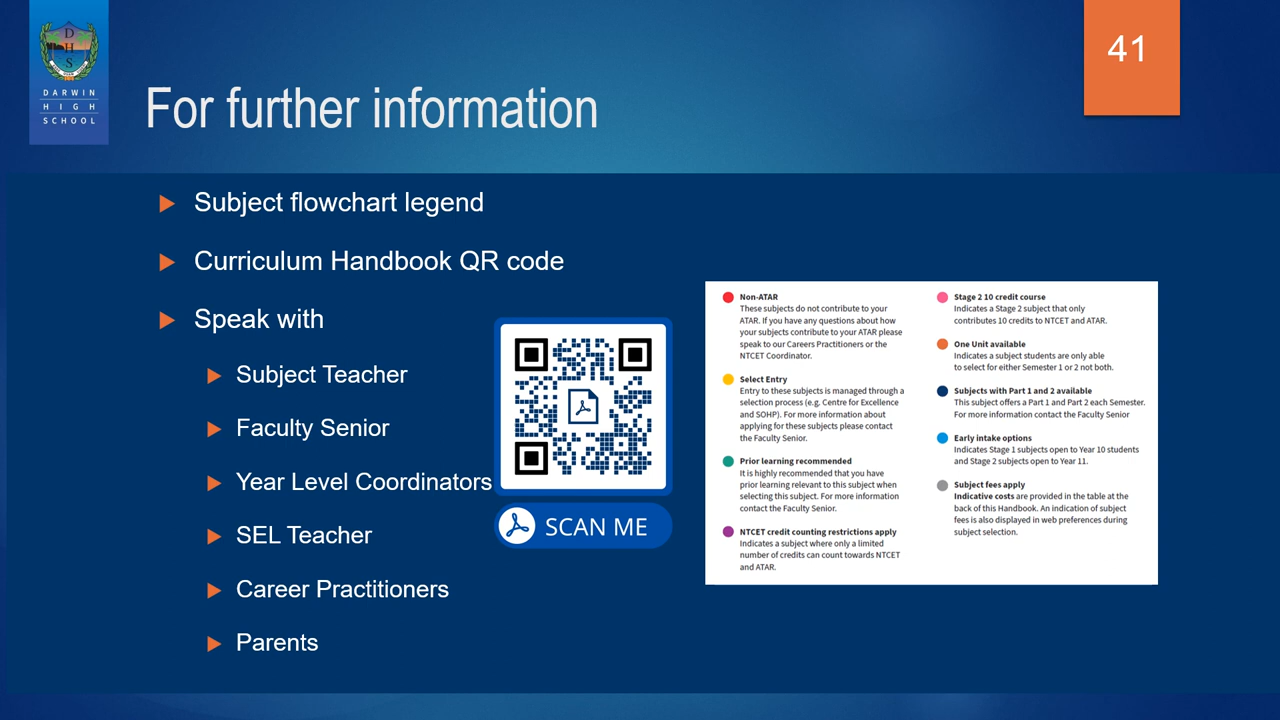 DHS
DARWIN
HIGH
SCHOOL
41
For further information
Subject flowchart legend
Curriculum Handbook QR code
Speak with
Subject Teacher
Faculty Senior
Year Level Coordinators
SEL Teacher
Career Practitioners
Parents
SCAN ME
Non-ATAR
These subjects do not contribute to your
ATAR. If you have any questions about how
your subjects contribute to your ATAR please
speak to our Careers Practitioners or the
NTCET Coordinator.
Select Entry
Entry to these subjects is managed through a
selection process (e.g. Centre for Excellence
and SOHP). For more information about
applying for these subjects please contact
the Faculty Senior.
Prior learning recommended
It is highly recommended that you have
prior learning relevant to this subject when
selecting this subject. For more information
contact the Faculty Senior.
NTCET credit counting restrictions apply
Indicates a subject where only a limited
number of credits can count towards NTCET
and ATAR.
Stage 2 10 credit course
Indicates a Stage 2 subject that only
contributes 10 credits to NTCET and ATAR.
One Unit available
Indicates a subject students are only able
to select for either Semester 1 or 2 not both.
Subjects with Part 1 and 2 available
This subject offers a Part 1 and Part 2 each Semester.
For more information contact the Faculty Senior
Early intake options
Indicates Stage 1 subjects open to Year 10 students
and Stage 2 subjects open to Year 11.
Subject fees apply
Indicative costs are provided in the table at the
back of this Handbook. An indication of subject
fees is also displayed in web preferences during
subject selection.